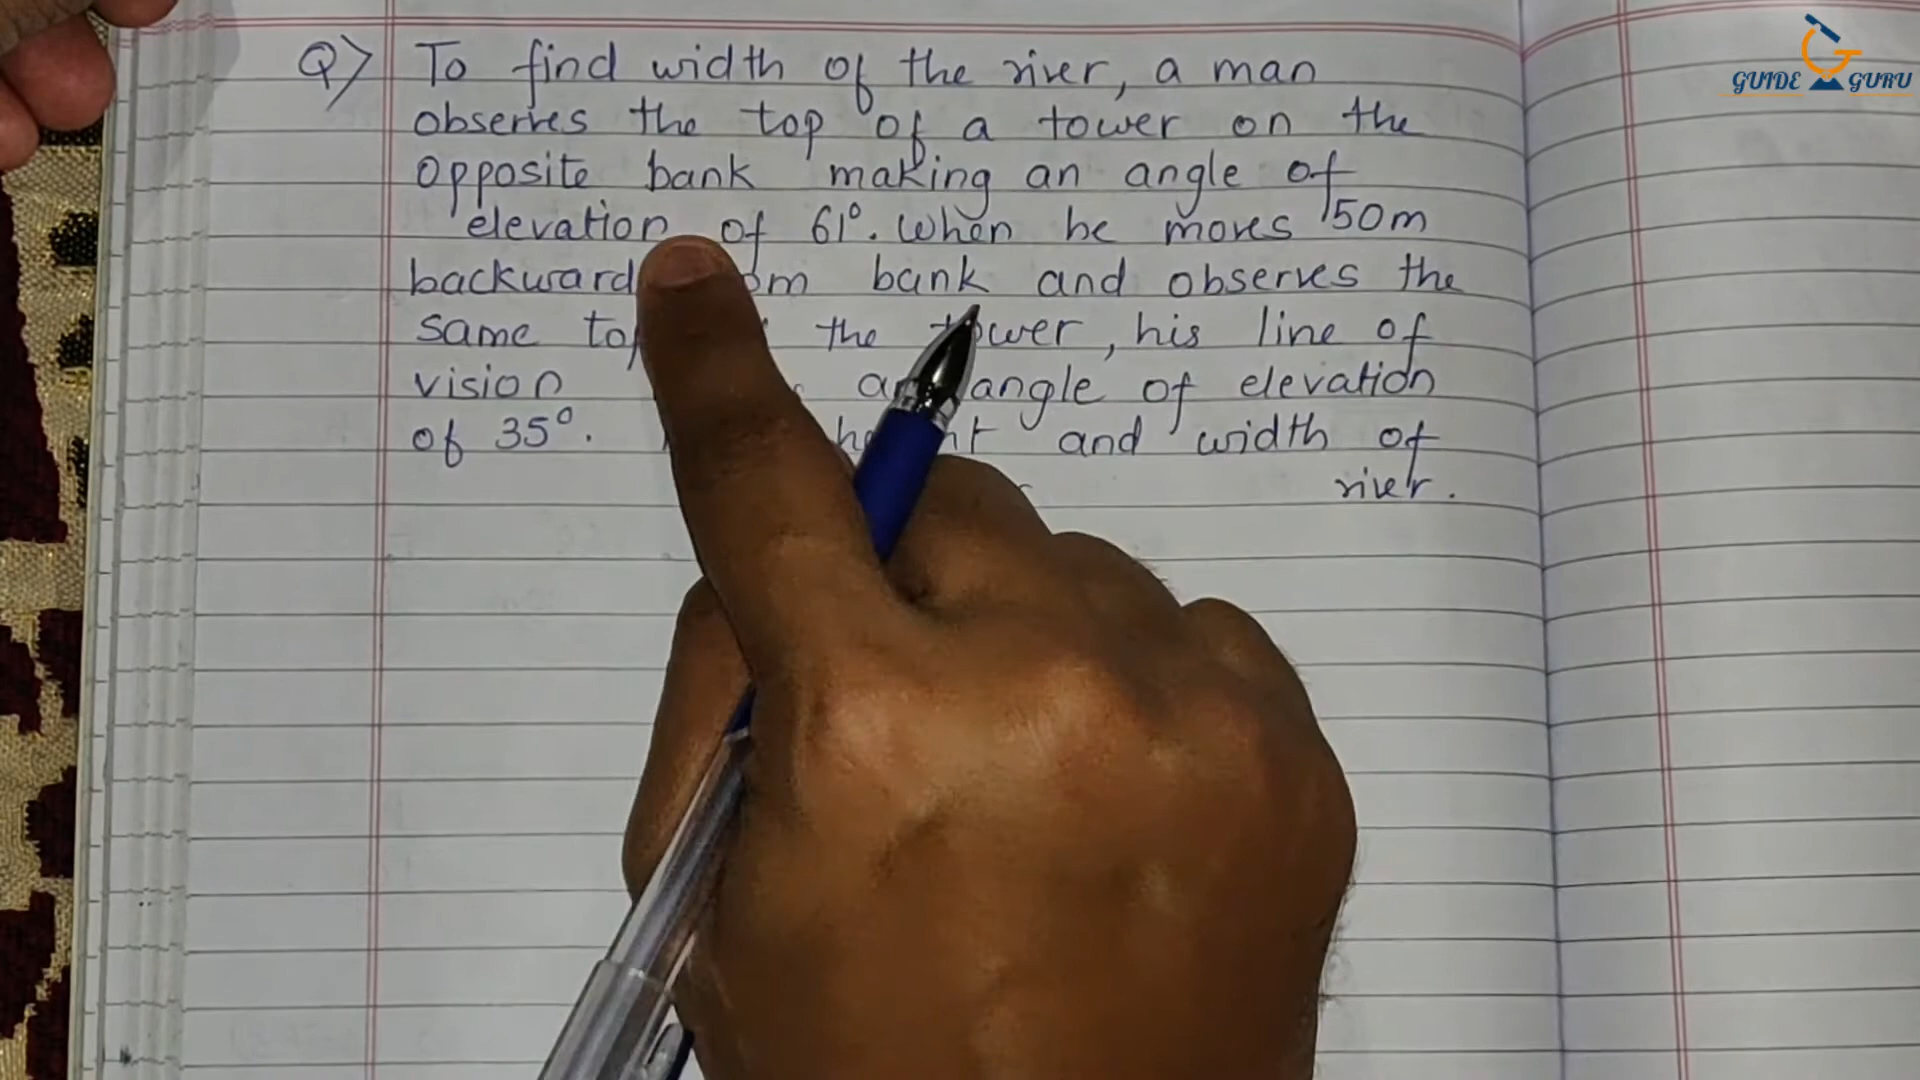 Q> To find width of the river, a man
observes the top of a tower on the
opposite bank making an angle of
elevation of 61°. When he moves 50m
backward bank and observes the
same the tower, his line of
vision angle of elevation
of 35°. and width of
river.
GUIDE GURU